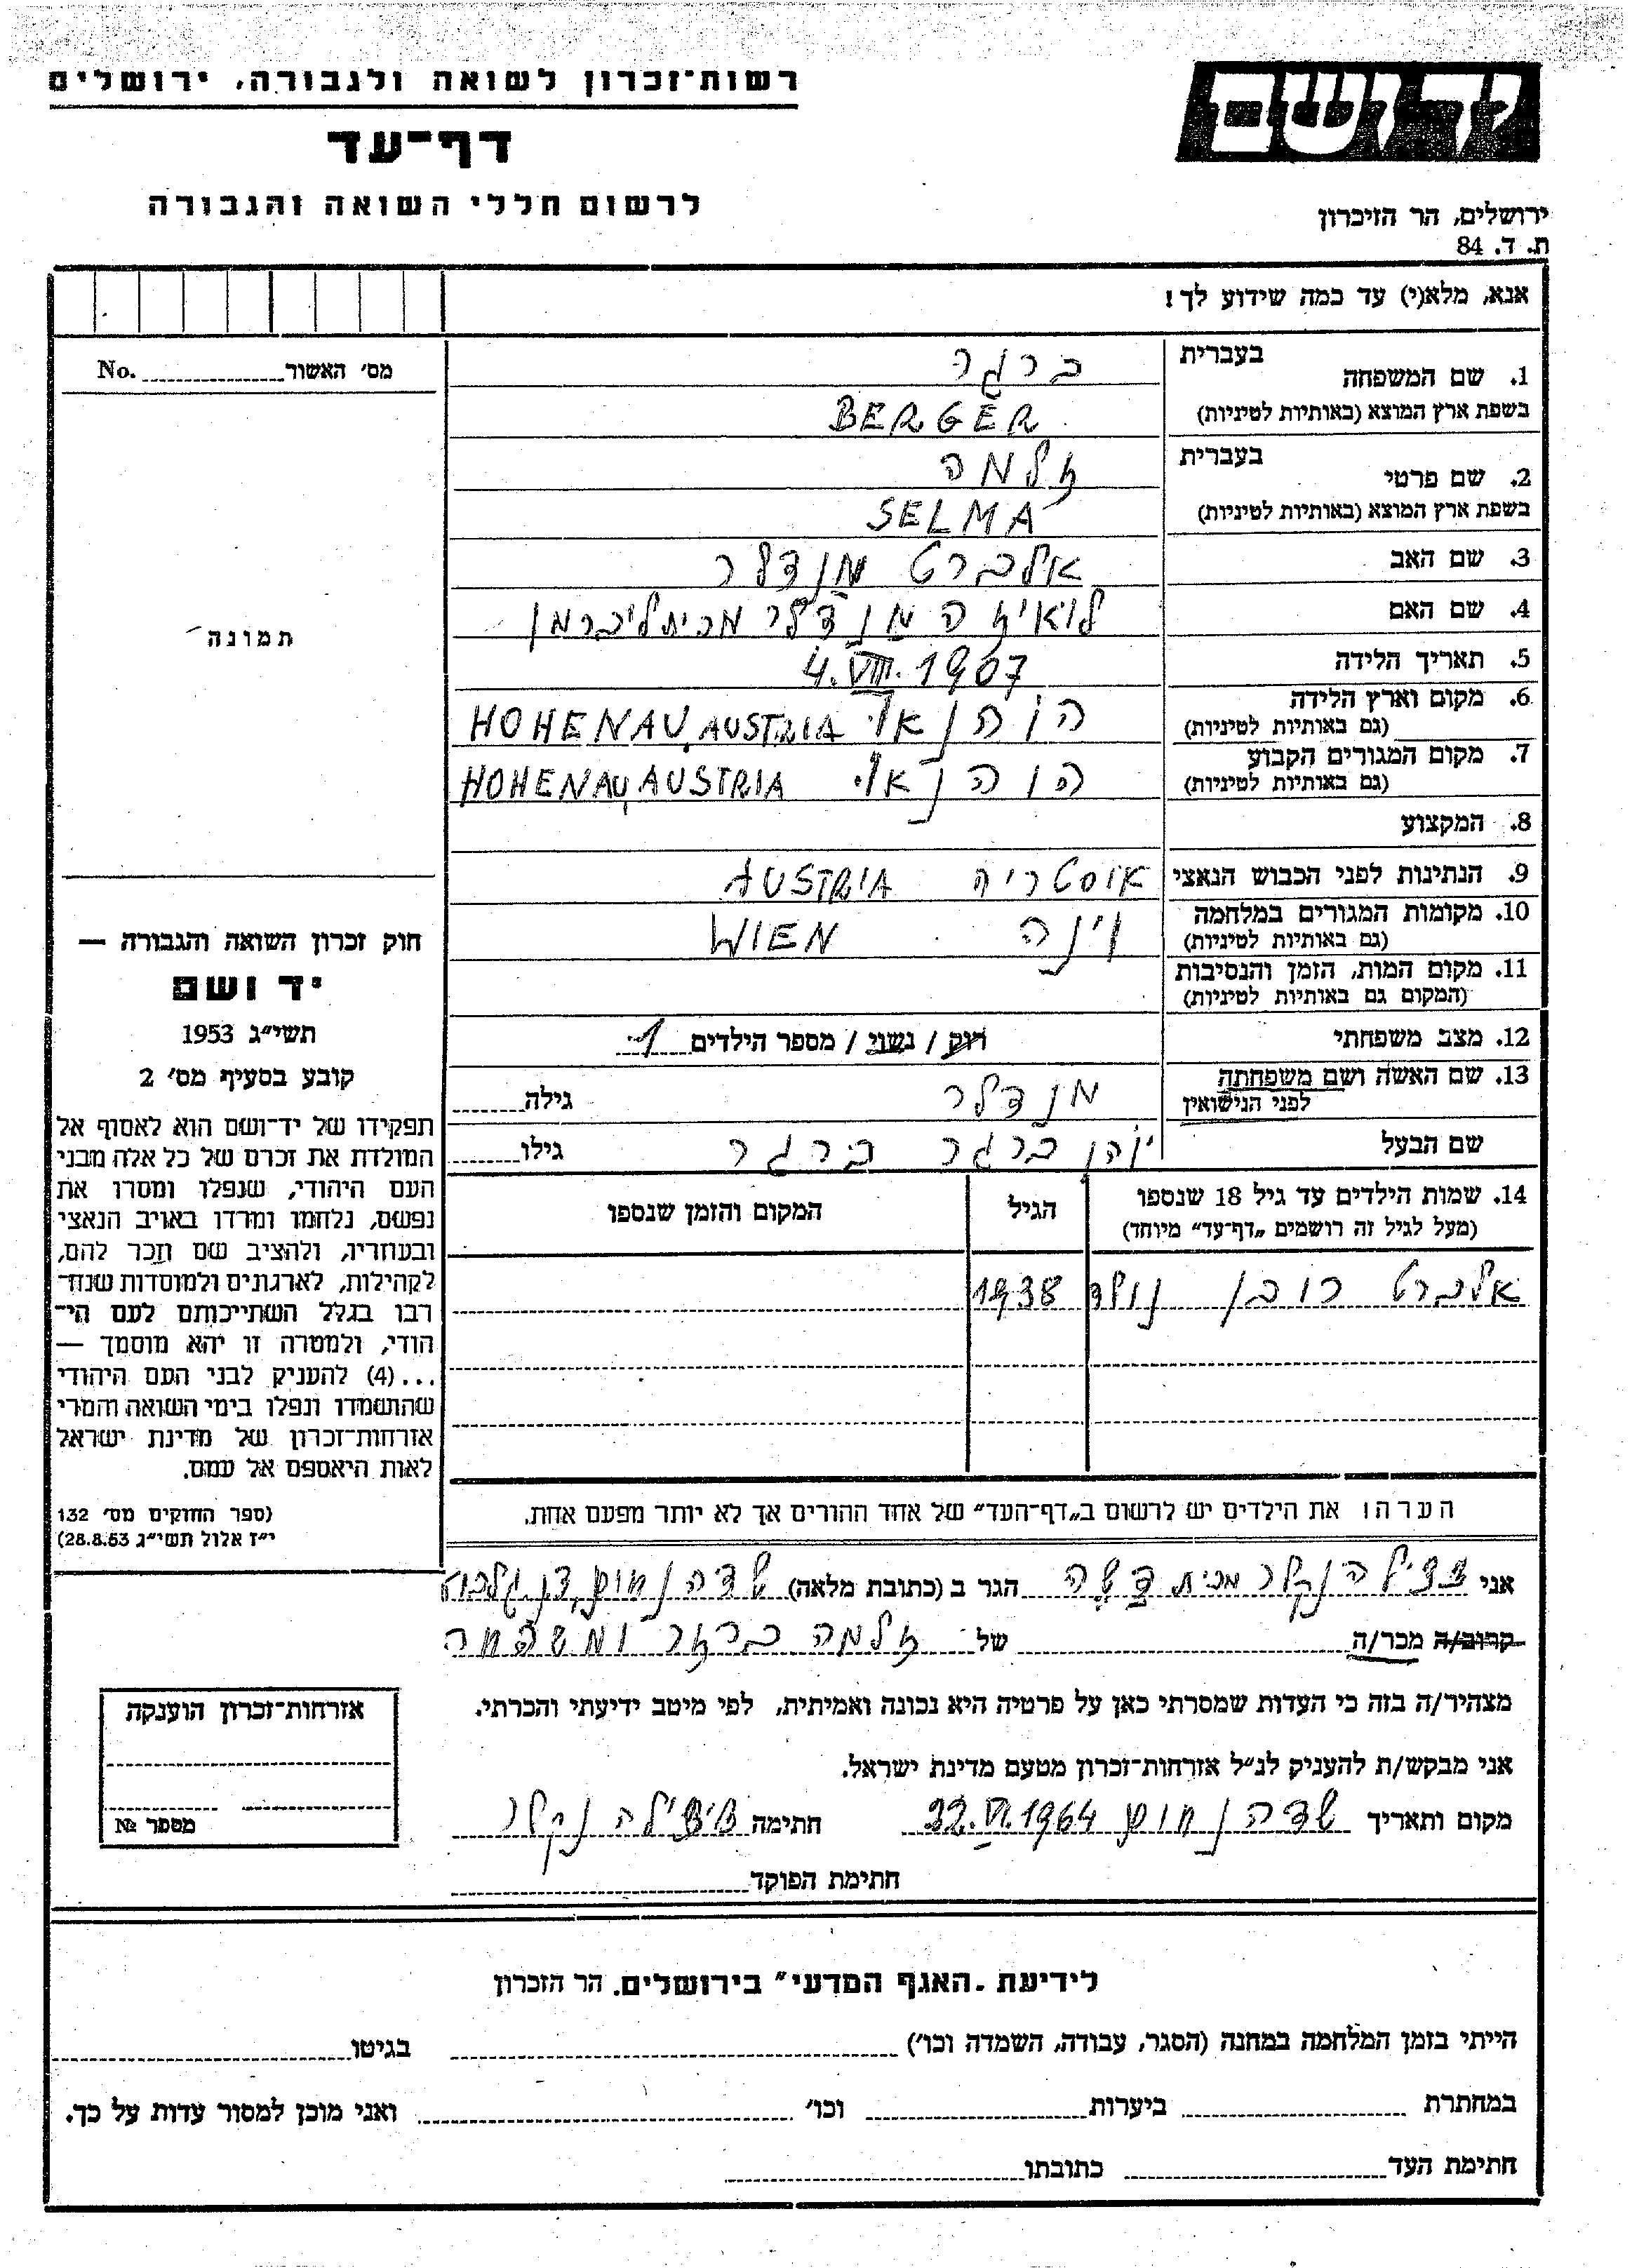 רשות־זכרון לשואה ולגבורה, ירושלים
דף־עד
לרשום חללי השואה והגבורה
יד ושם
ירושלים, הר הזיכרון
ת. ד. 84
אנא, מלא(י) עד כמה שידוע לך!
מס׳ האשור No.
תמונה
1. שם המשפחה בעברית ברגר
בשפת ארץ המוצא (באותיות לטיניות) BERGER
2. שם פרטי בעברית זלמה
בשפת ארץ המוצא (באותיות לטיניות) SELMA
3. שם האב אלברט מנדלר
4. שם האם לואיזה מנדלר מבית ליברמן
5. תאריך הלידה 4.VIII.1907
6. מקום וארץ הלידה הוהנאוי HOHENAU, AUSTRIA
(גם באותיות לטיניות)
7. מקום המגורים הקבוע הוהנאוי HOHENAU, AUSTRIA
(גם באותיות לטיניות)
8. המקצוע
9. הנתינות לפני הכבוש הנאצי אוסטריה AUSTRIA
10. מקומות המגורים במלחמה וינה WIEN
(גם באותיות לטיניות)
11. מקום המות, הזמן והנסיבות
(המקום גם באותיות לטיניות)
12. מצב משפחתי רווק / נשוי / מספר הילדים 1
13. שם האשה ושם משפחתה לפני הנישואין מנדלר גילה
שם הבעל ברגר ברגר גילו
14. שמות הילדים עד גיל 18 שנספו הגיל המקום והזמן שנספו
(מעל לגיל זה רושמים „דף־עד״ מיוחד)
אלברט רובן נולד 1938
הערה: את הילדים יש לרשום ב„דף־העד״ של אחד ההורים אך לא יותר מפעם אחת.
חוק זכרון השואה והגבורה —
יד ושם
תשי״ג 1953
קובע בסעיף מס׳ 2
תפקידו של יד־ושם הוא לאסוף אל
המולדת את זכרם של כל אלה מבני
העם היהודי, שנפלו ומסרו את
נפשם, נלחמו ומרדו באויב הנאצי
ובעוזריו, ולהציב שם וזכר להם,
לקהילות, לארגונים ולמוסדות שנח־
רבו בגלל השתייכותם לעם הי־
הודי, ולמטרה זו יהא מוסמך —
...(4) להעניק לבני העם היהודי
שהושמדו ונפלו בימי השואה והמרי
אזרחות־זכרון של מדינת ישראל
לאות היאספם אל עמם.
(ספר החוקים מס׳ 132
י״ז אלול תשי״ג 28.8.53)
אני צצילה נקלר מבית הגר ב (כתובת מלאה) שדה נחום,
קרוב/ה מכר/ה של זלמה ברגר ומשפחה
מצהיר/ה בזה כי העדות שמסרתי כאן על פרטיה היא נכונה ואמיתית, לפי מיטב ידיעתי והכרתי.
אני מבקש/ת להעניק לנ״ל אזרחות־זכרון מטעם מדינת ישראל.
מקום ותאריך שדה נחום 22.VI.1964 חתימה צצילה נקלר
חתימת הפוקד
אזרחות־זכרון הוענקה
מספר №
לידיעת „האגף המדעי״ בירושלים, הר הזכרון
הייתי בזמן המלחמה במחנה (הסגר, עבודה, השמדה וכו׳) בגיטו
במחתרת ביערות וכו׳ ואני מוכן למסור עדות על כך.
חתימת העד כתובתו